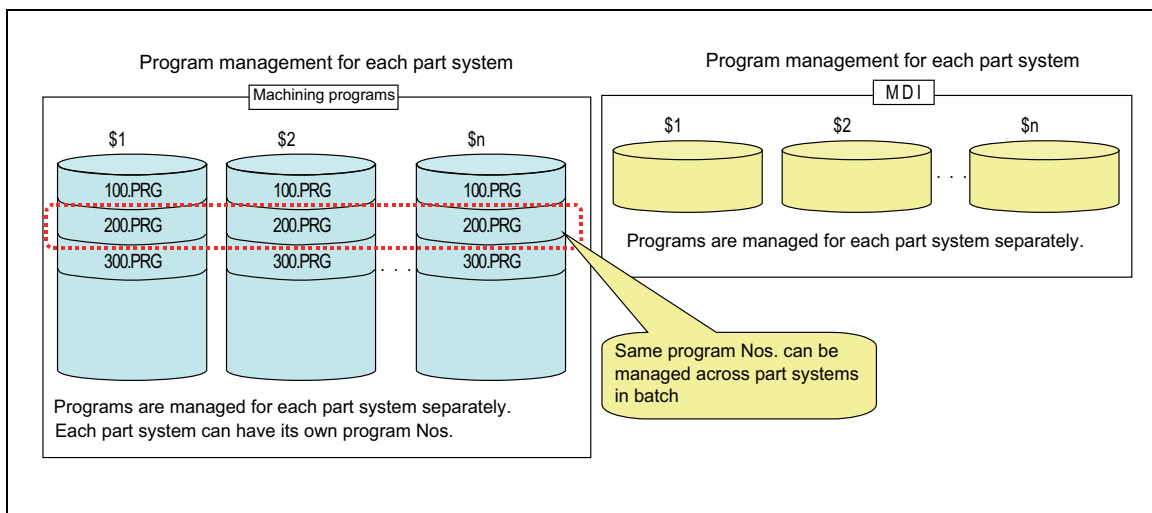 Program management for each part system
Machining programs
$1
$2
$n
100.PRG
100.PRG
100.PRG
200.PRG
200.PRG
200.PRG
300.PRG
300.PRG
. . .
300.PRG
Programs are managed for each part system separately.
Each part system can have its own program Nos.
Program management for each part system
MDI
$1
$2
$n
. . .
Programs are managed for each part system separately.
Same program Nos. can be
managed across part systems
in batch